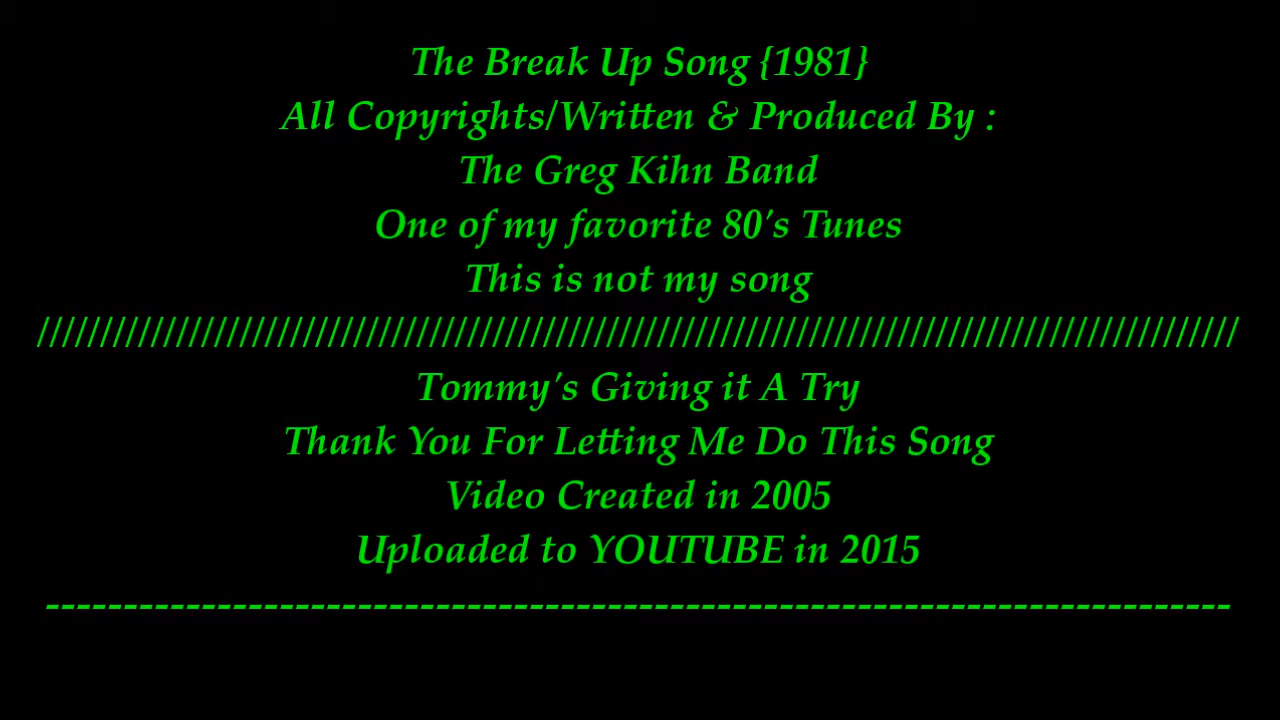 The Break Up Song {1981}
All Copyrights/Written & Produced By :
The Greg Kihn Band
One of my favorite 80's Tunes
This is not my song
///////////////////////////////////////////////////////////////////////////////////////////////
Tommy's Giving it A Try
Thank You For Letting Me Do This Song
Video Created in 2005
Uploaded to YOUTUBE in 2015
----------------------------------------------------------------------------